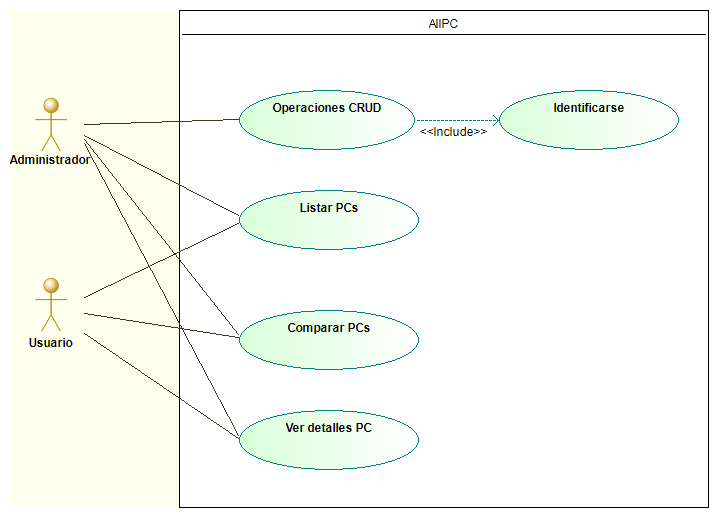 AllPC
Operaciones CRUD
Identificarse
<<Include>>
Administrador
Listar PCs
Usuario
Comparar PCs
Ver detalles PC